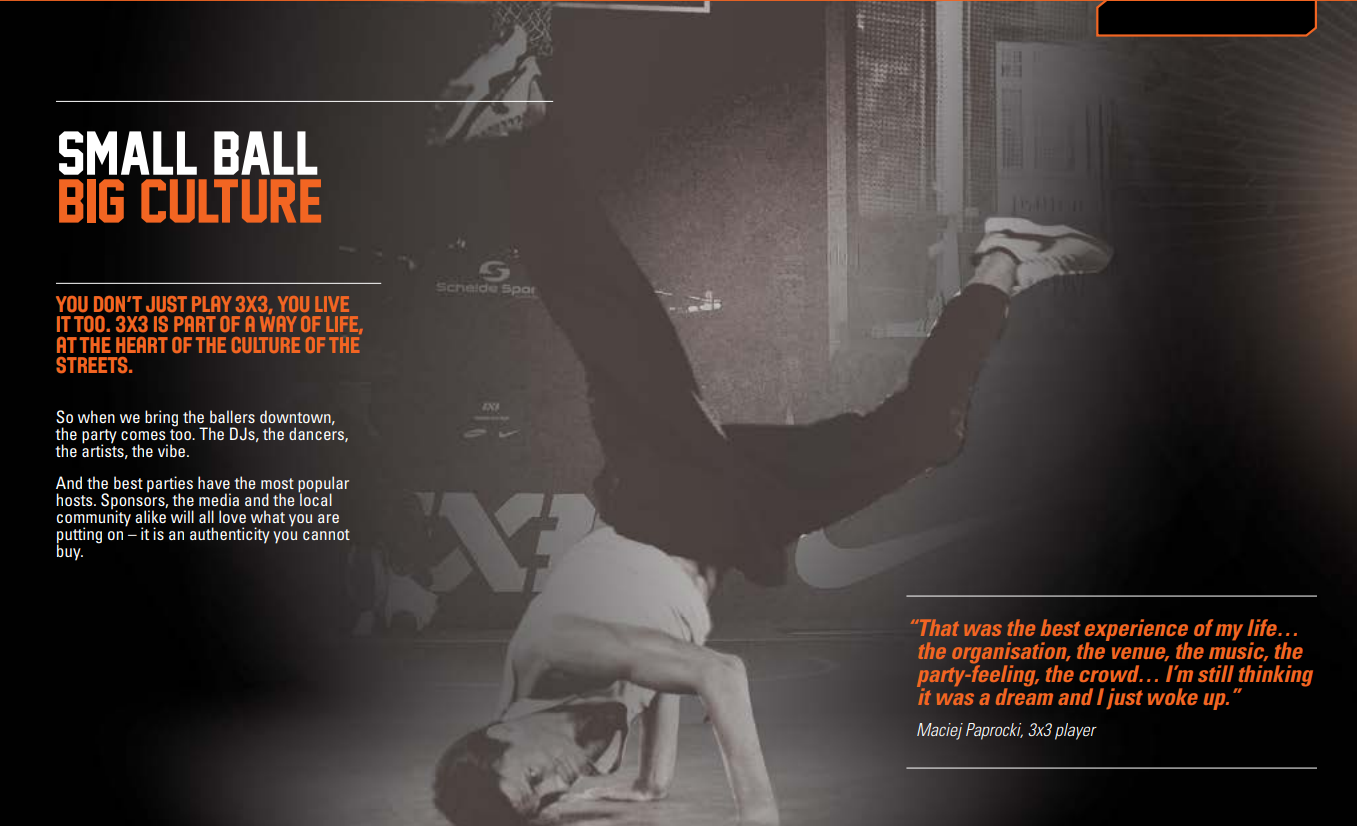 SMALL BALL
BIG CULTURE
YOU DON'T JUST PLAY 3X3, YOU LIVE
IT TOO. 3X3 IS PART OF A WAY OF LIFE,
AT THE HEART OF THE CULTURE OF THE
STREETS.
So when we bring the ballers downtown,
the party comes too. The DJs, the dancers,
the artists, the vibe.
And the best parties have the most popular
hosts. Sponsors, the media and the local
community alike will all love what you are
putting on – it is an authenticity you cannot
buy.
Schelde Spor
3X3
X3
“That was the best experience of my life…
the organisation, the venue, the music, the
party-feeling, the crowd… I'm still thinking
it was a dream and I just woke up.”
Maciej Paprocki, 3x3 player